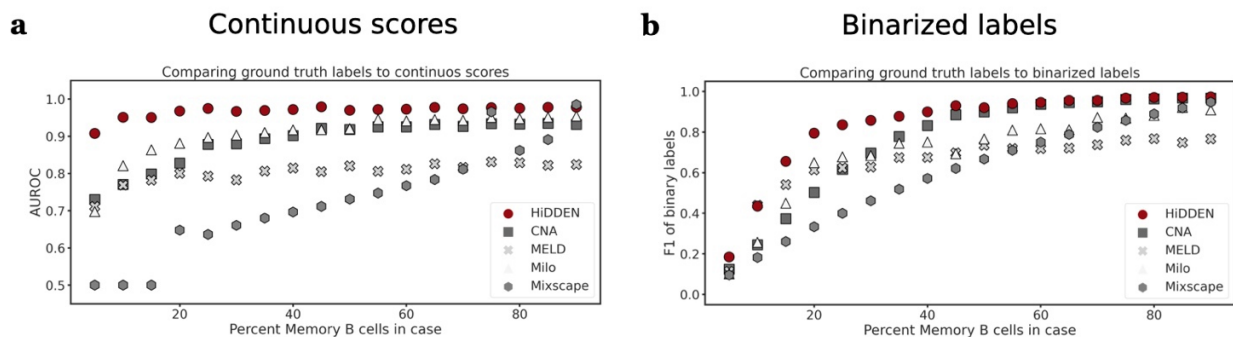 a Continuous scores
Comparing ground truth labels to continuos scores
AUROC
1.0
0.9
0.8
0.7
0.6
0.5
20 40 60 80
Percent Memory B cells in case
HiDDEN
CNA
MELD
Milo
Mixscape
b Binarized labels
Comparing ground truth labels to binarized labels
F1 of binary labels
1.0
0.8
0.6
0.4
0.2
0.0
20 40 60 80
Percent Memory B cells in case
HiDDEN
CNA
MELD
Milo
Mixscape